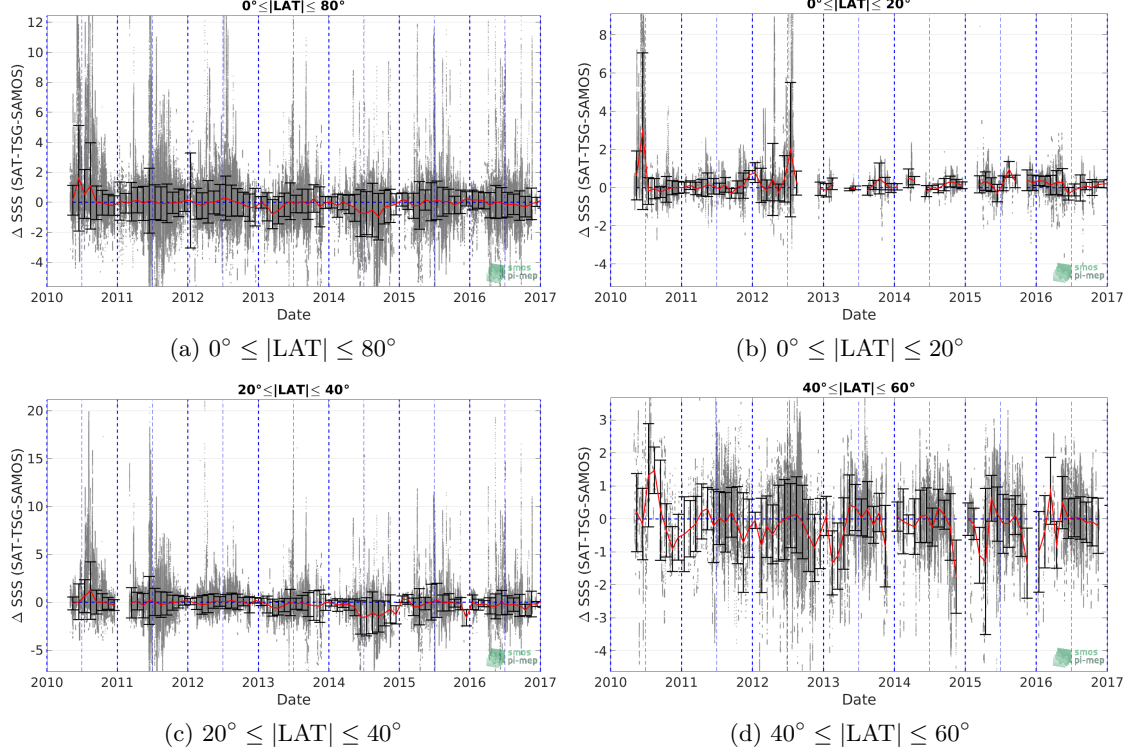 0°≤|LAT|≤ 80°
Δ SSS (SAT-TSG-SAMOS)
12
10
8
6
4
2
0
-2
-4
2010 2011 2012 2013 2014 2015 2016 2017
Date
smos
pi-mep
(a) 0° ≤ |LAT| ≤ 80°
0°≤|LAT|≤ 20°
Δ SSS (SAT-TSG-SAMOS)
8
6
4
2
0
-2
-4
2010 2011 2012 2013 2014 2015 2016 2017
Date
smos
pi-mep
(b) 0° ≤ |LAT| ≤ 20°
20°≤|LAT|≤ 40°
Δ SSS (SAT-TSG-SAMOS)
20
15
10
5
0
-5
2010 2011 2012 2013 2014 2015 2016 2017
Date
smos
pi-mep
(c) 20° ≤ |LAT| ≤ 40°
40°≤|LAT|≤ 60°
Δ SSS (SAT-TSG-SAMOS)
3
2
1
0
-1
-2
-3
-4
2010 2011 2012 2013 2014 2015 2016 2017
Date
smos
pi-mep
(d) 40° ≤ |LAT| ≤ 60°